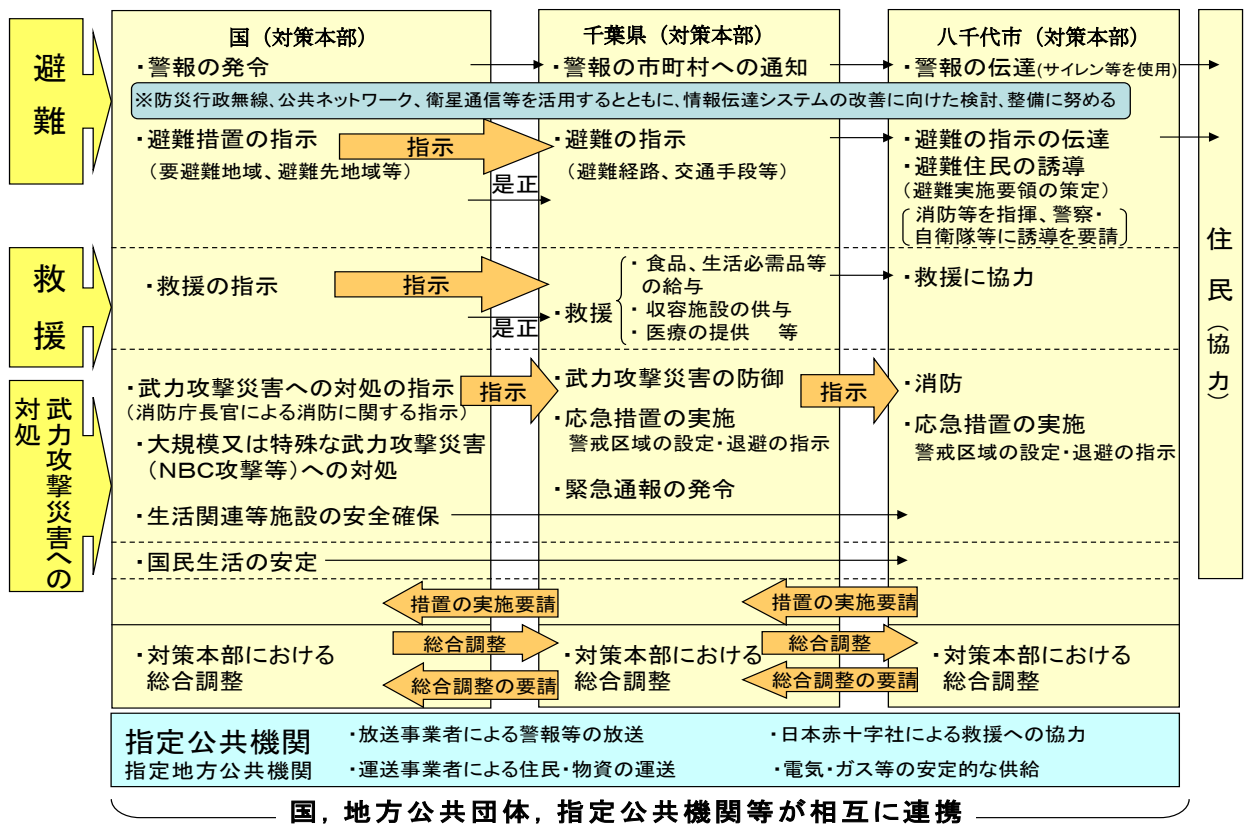 避難
国（対策本部）
千葉県（対策本部）
八千代市（対策本部）
・警報の発令
・警報の市町村への通知
・警報の伝達(サイレン等を使用)
※防災行政無線、公共ネットワーク、衛星通信等を活用するとともに、情報伝達システムの改善に向けた検討、整備に努める
・避難措置の指示
（要避難地域、避難先地域等）
指示
是正
・避難の指示
（避難経路、交通手段等）
・避難の指示の伝達
・避難住民の誘導
（避難実施要領の策定）
消防等を指揮、警察・
自衛隊等に誘導を要請
住民（協力）
救援
・救援の指示
指示
是正
・救援
・食品、生活必需品等
の給与
・収容施設の供与
・医療の提供　等
・救援に協力
武力攻撃災害への
対処
・武力攻撃災害への対処の指示
（消防庁長官による消防に関する指示）
・大規模又は特殊な武力攻撃災害
（NBC攻撃等）への対処
指示
・武力攻撃災害の防御
・応急措置の実施
警戒区域の設定・退避の指示
・緊急通報の発令
指示
・消防
・応急措置の実施
警戒区域の設定・退避の指示
・生活関連等施設の安全確保
・国民生活の安定
措置の実施要請
措置の実施要請
・対策本部における
総合調整
総合調整
総合調整の要請
・対策本部における
総合調整
総合調整
総合調整の要請
・対策本部における
総合調整
指定公共機関
指定地方公共機関
・放送事業者による警報等の放送
・日本赤十字社による救援への協力
・運送事業者による住民・物資の運送
・電気・ガス等の安定的な供給
国，地方公共団体，指定公共機関等が相互に連携